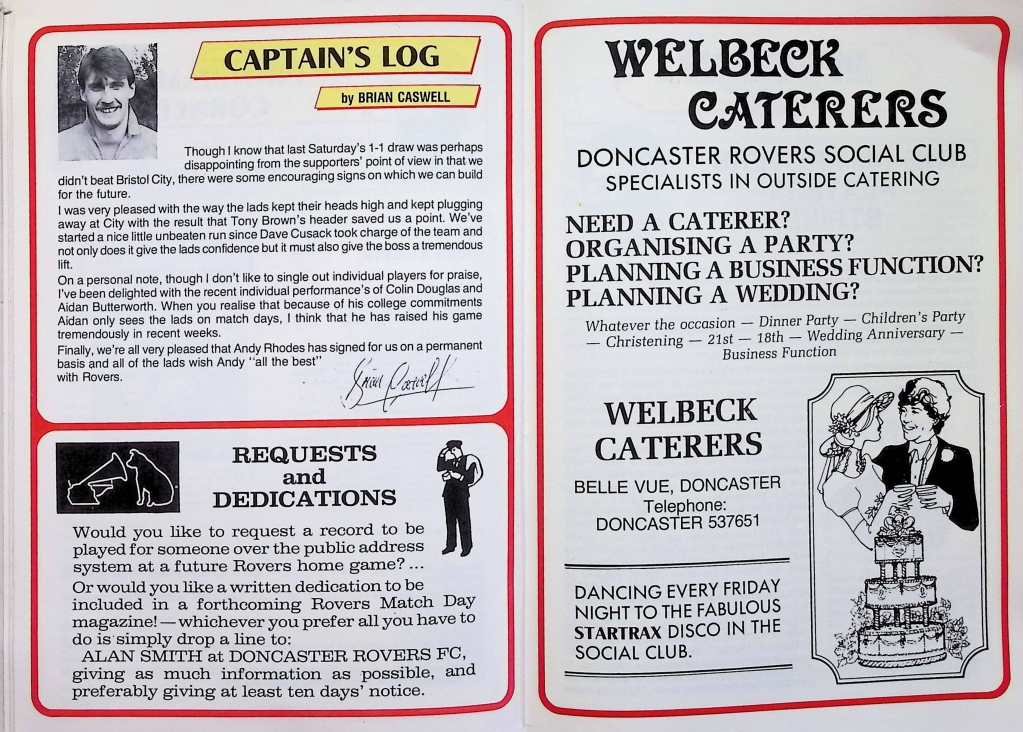 CAPTAIN'S LOG
by BRIAN CASWELL
Though I know that last Saturday's 1-1 draw was perhaps
disappointing from the supporters' point of view in that we
didn't beat Bristol City, there were some encouraging signs on which we can build
for the future.
I was very pleased with the way the lads kept their heads high and kept plugging
away at City with the result that Tony Brown's header saved us a point. We've
started a nice little unbeaten run since Dave Cusack took charge of the team and
not only does it give the lads confidence but it must also give the boss a tremendous
lift.
On a personal note, though I don't like to single out individual players for praise,
I've been delighted with the recent individual performance's of Colin Douglas and
Aidan Butterworth. When you realise that because of his college commitments
Aidan only sees the lads on match days, I think that he has raised his game
tremendously in recent weeks.
Finally, we're all very pleased that Andy Rhodes has signed for us on a permanent
basis and all of the lads wish Andy "all the best"
with Rovers.
Brian Caswell
REQUESTS
and
DEDICATIONS
Would you like to request a record to be
played for someone over the public address
system at a future Rovers home game? ...
Or would you like a written dedication to be
included in a forthcoming Rovers Match Day
magazine! — whichever you prefer all you have to
do is simply drop a line to:
ALAN SMITH at DONCASTER ROVERS FC,
giving as much information as possible, and
preferably giving at least ten days' notice.
WELBECK
CATERERS
DONCASTER ROVERS SOCIAL CLUB
SPECIALISTS IN OUTSIDE CATERING
NEED A CATERER?
ORGANISING A PARTY?
PLANNING A BUSINESS FUNCTION?
PLANNING A WEDDING?
Whatever the occasion — Dinner Party — Children's Party
— Christening — 21st — 18th — Wedding Anniversary —
Business Function
WELBECK
CATERERS
BELLE VUE, DONCASTER
Telephone:
DONCASTER 537651
DANCING EVERY FRIDAY
NIGHT TO THE FABULOUS
STARTRAX DISCO IN THE
SOCIAL CLUB.